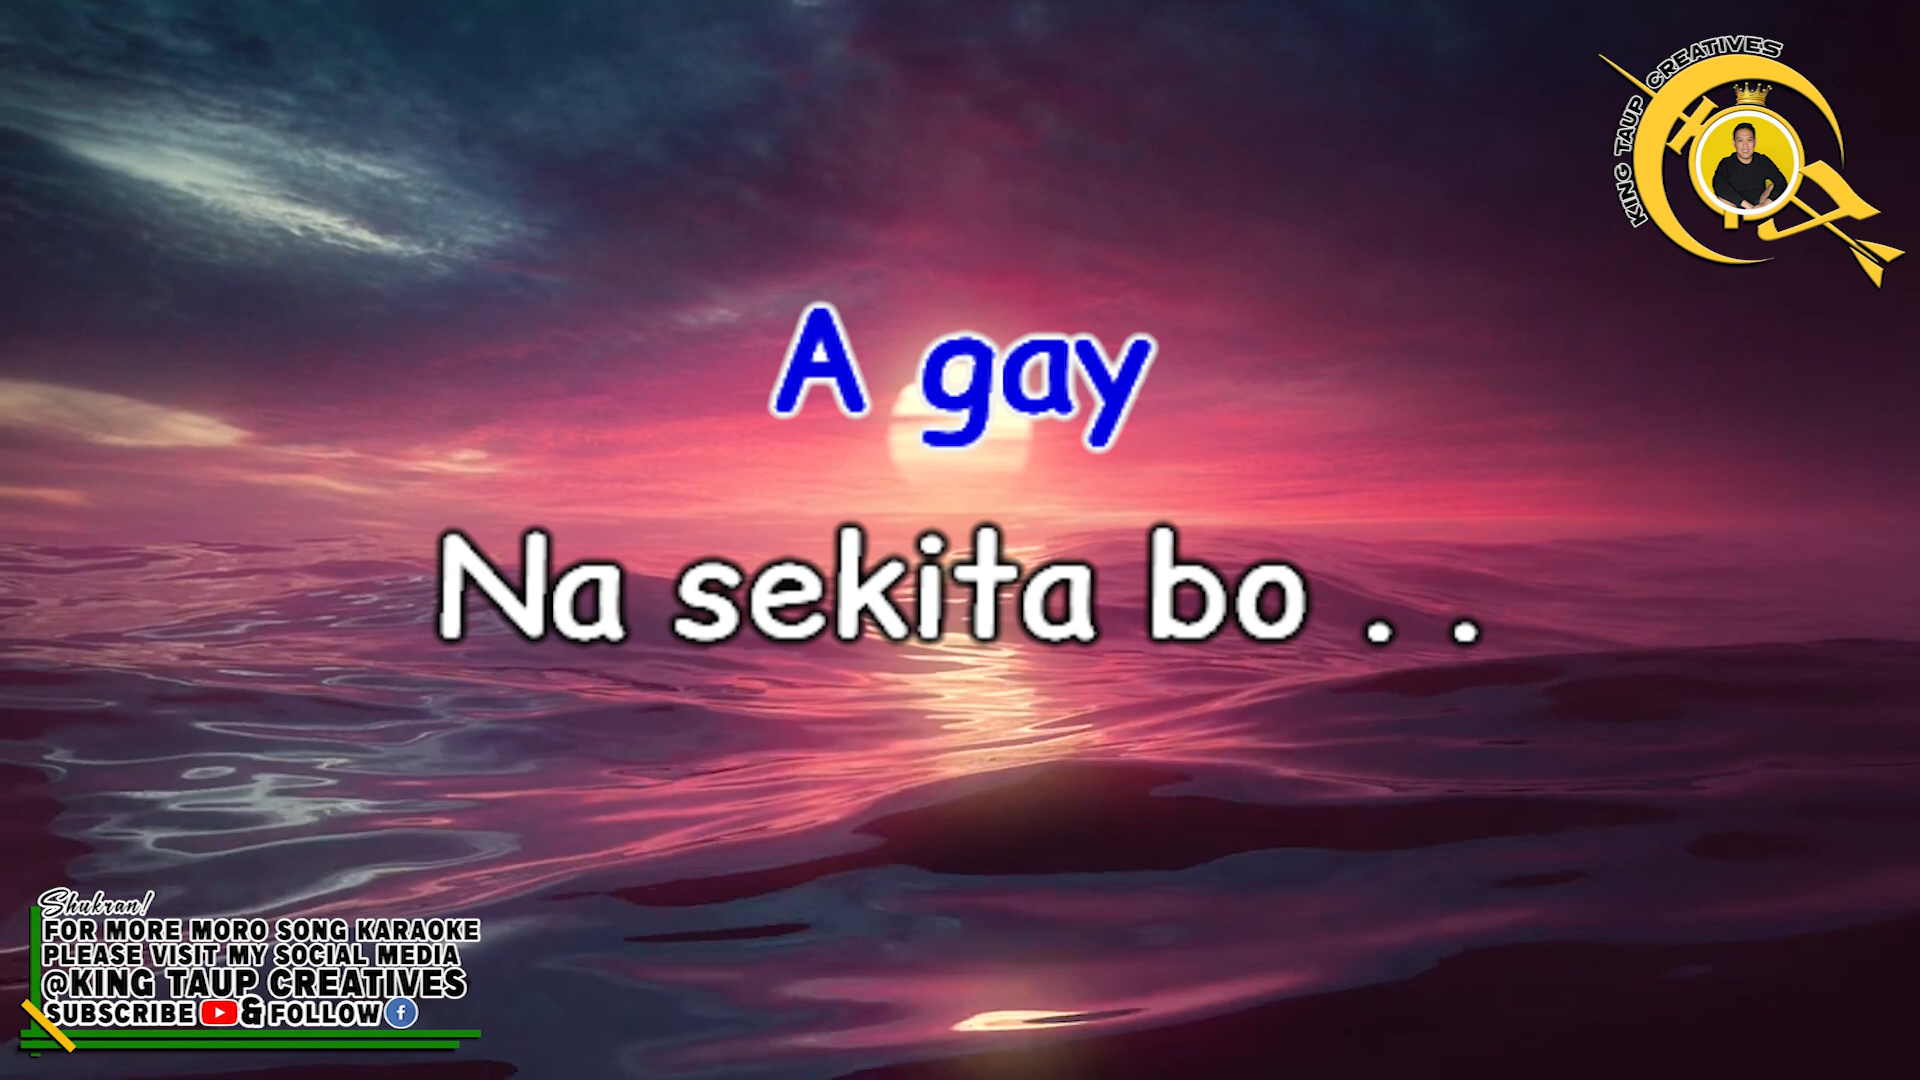 KING TAUP CREATIVES
A gay
Na sekita bo . .
Shukran!
FOR MORE MORO SONG KARAOKE
PLEASE VISIT MY SOCIAL MEDIA
@KING TAUP CREATIVES
SUBSCRIBE & FOLLOW f